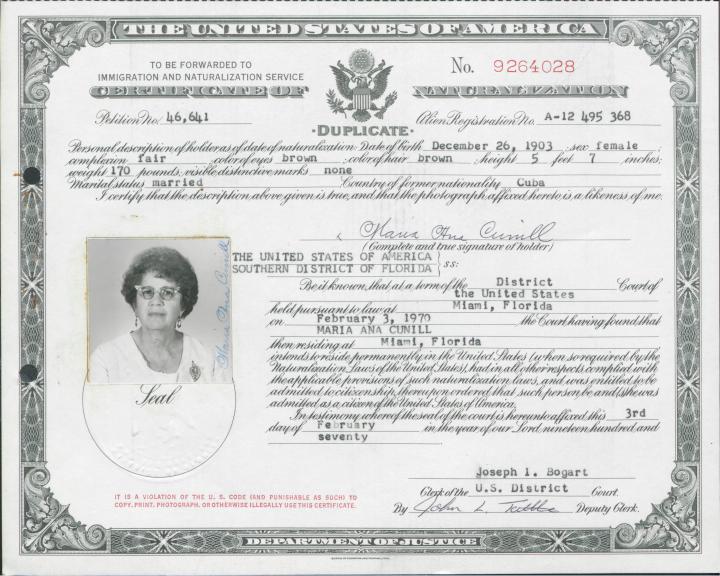 THE UNITED STATES OF AMERICA
TO BE FORWARDED TO
IMMIGRATION AND NATURALIZATION SERVICE
No. 9264028
CERTIFICATE OF NATURALIZATION
Petition No. 46,641
Alien Registration No. A-12 495 368
DUPLICATE
Personal description of holder as of date of naturalization: Date of birth December 26, 1903 ; sex female ;
complexion fair ; color of eyes brown ; color of hair brown ; height 5 feet 7 inches;
weight 170 pounds; visible distinctive marks none
Marital status married Country of former nationality Cuba
I certify that the description above given is true, and that the photograph affixed hereto is a likeness of me.
Maria Ana Cunill
(Complete and true signature of holder)
THE UNITED STATES OF AMERICA
SOUTHERN DISTRICT OF FLORIDA } ss:
Be it known, that at a term of the District Court of
the United States
held pursuant to law at Miami, Florida
on February 3, 1970 the Court having found that
MARIA ANA CUNILL
then residing at Miami, Florida
intends to reside permanently in the United States (when so required by the
Naturalization Laws of the United States), had in all other respects complied with
the applicable provisions of such naturalization laws, and was entitled to be
admitted to citizenship, thereupon ordered that such person be and (s)he was
admitted as a citizen of the United States of America.
In testimony whereof the seal of the court is hereunto affixed this 3rd
day of February in the year of our Lord nineteen hundred and
seventy
Maria Ana Cunill
Seal
Joseph I. Bogart
Clerk of the U.S. District Court.
By John L. Deputy Clerk.
IT IS A VIOLATION OF THE U. S. CODE (AND PUNISHABLE AS SUCH) TO
COPY, PRINT, PHOTOGRAPH, OR OTHERWISE ILLEGALLY USE THIS CERTIFICATE.
DEPARTMENT OF JUSTICE